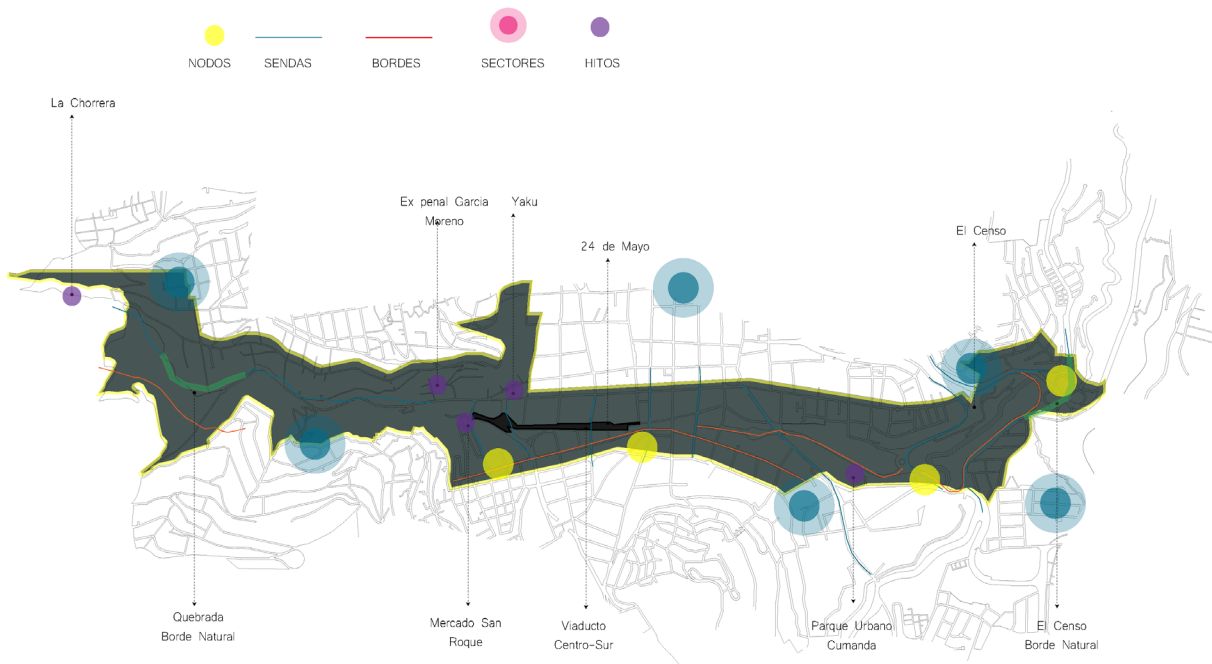 NODOS SENDAS BORDES SECTORES HITOS
La Chorrera
Ex penal Garcia
Moreno
Yaku
24 de Mayo
El Censo
Quebrada
Borde Natural
Mercado San
Roque
Viaducto
Centro-Sur
Parque Urbano
Cumanda
El Censo
Borde Natural